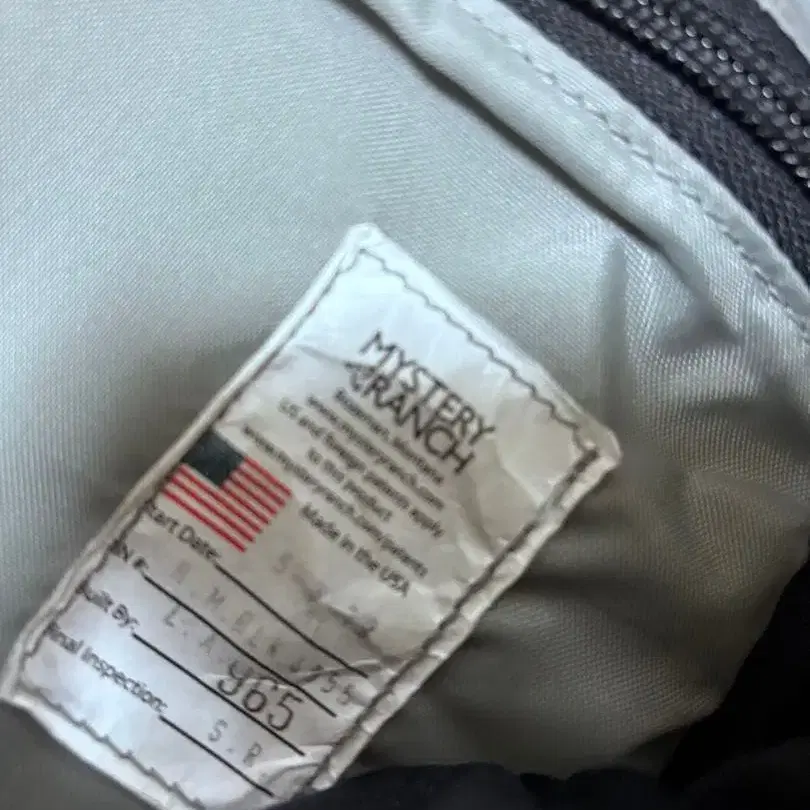 MYSTERY
RANCH
Bozeman, Montana
www.mysteryranch.com
US and foreign patents apply
to this product
www.mysteryranch.com/patents
Made in the USA
Start Date:
Built By:
965
Final Inspection: S.R.